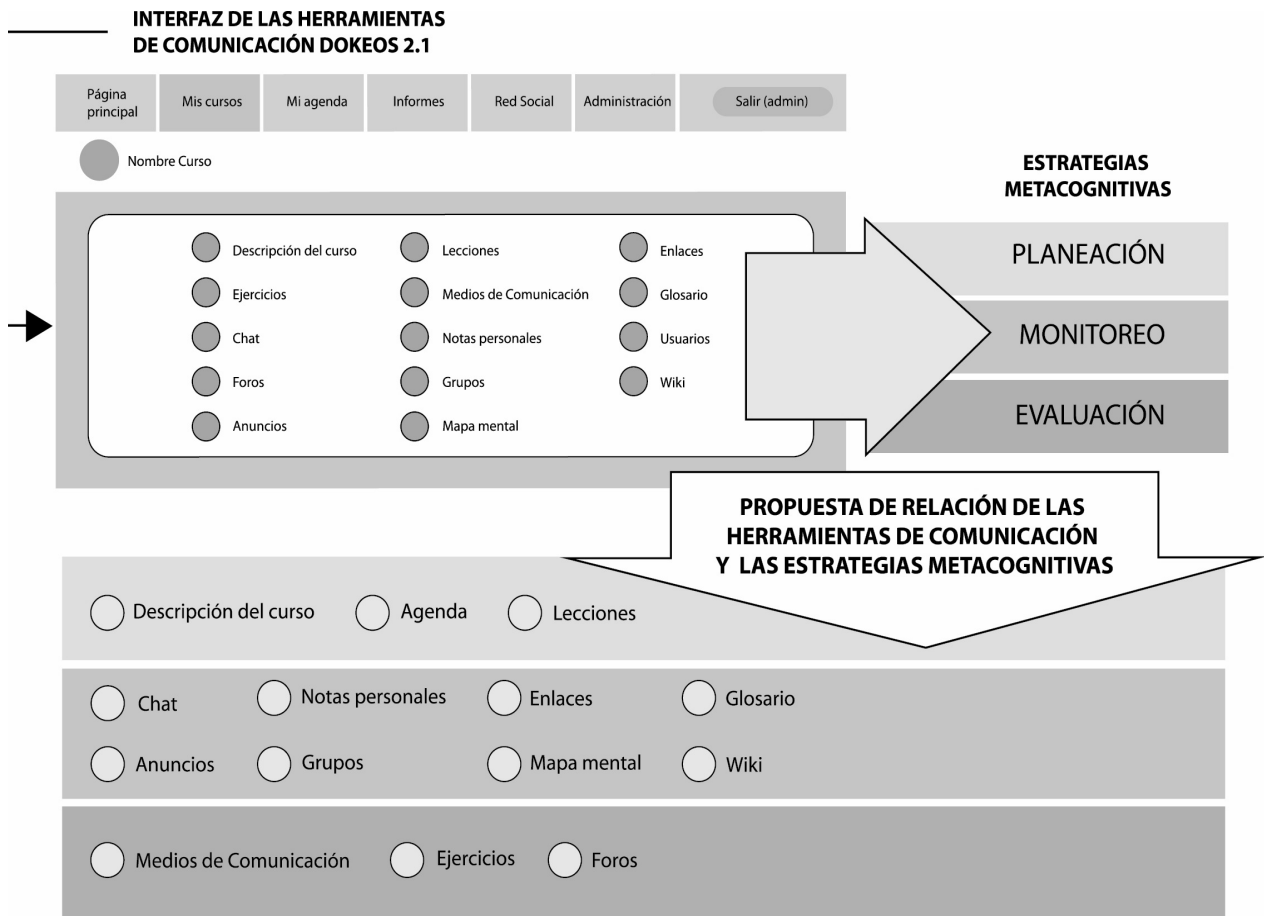 INTERFAZ DE LAS HERRAMIENTAS
DE COMUNICACIÓN DOKEOS 2.1
Página
principal
Mis cursos
Mi agenda
Informes
Red Social
Administración
Salir (admin)
Nombre Curso
Descripción del curso
Lecciones
Enlaces
Ejercicios
Medios de Comunicación
Glosario
Chat
Notas personales
Usuarios
Foros
Grupos
Wiki
Anuncios
Mapa mental
ESTRATEGIAS
METACOGNITIVAS
PLANEACIÓN
MONITOREO
EVALUACIÓN
PROPUESTA DE RELACIÓN DE LAS
HERRAMIENTAS DE COMUNICACIÓN
Y LAS ESTRATEGIAS METACOGNITIVAS
Descripción del curso
Agenda
Lecciones
Chat
Notas personales
Enlaces
Glosario
Anuncios
Grupos
Mapa mental
Wiki
Medios de Comunicación
Ejercicios
Foros